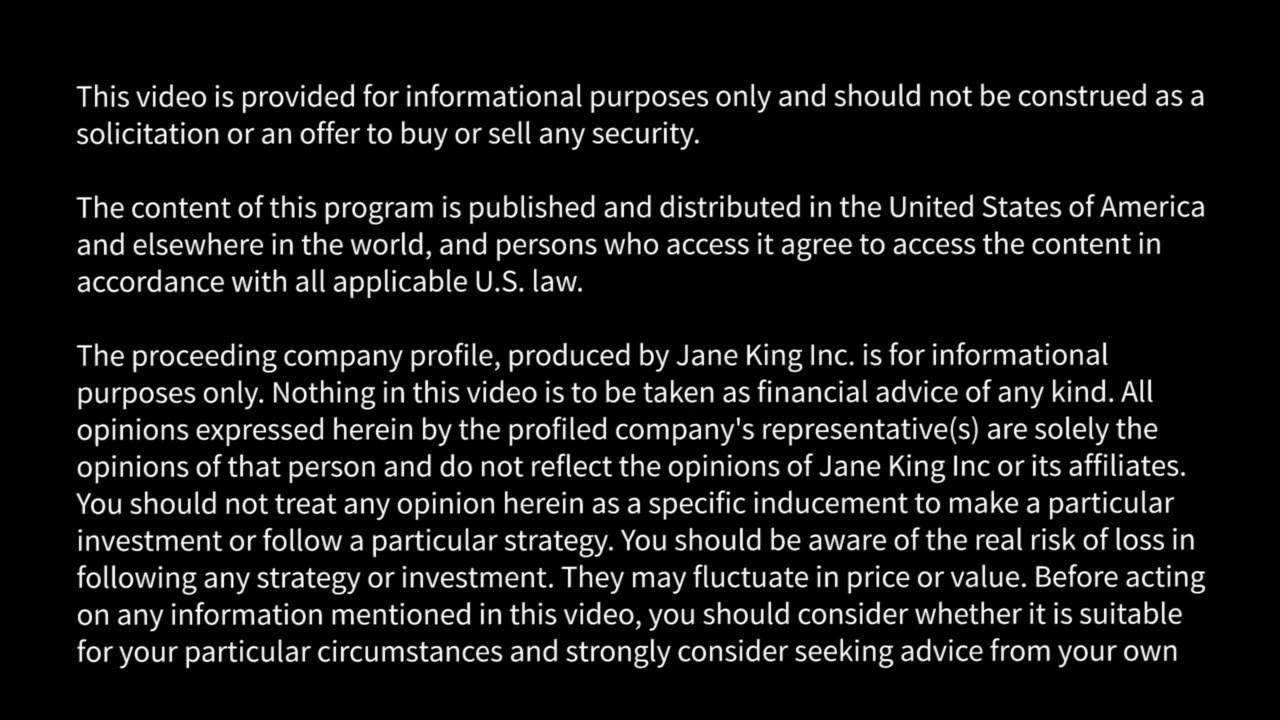 This video is provided for informational purposes only and should not be construed as a
solicitation or an offer to buy or sell any security.
The content of this program is published and distributed in the United States of America
and elsewhere in the world, and persons who access it agree to access the content in
accordance with all applicable U.S. law.
The proceeding company profile, produced by Jane King Inc. is for informational
purposes only. Nothing in this video is to be taken as financial advice of any kind. All
opinions expressed herein by the profiled company's representative(s) are solely the
opinions of that person and do not reflect the opinions of Jane King Inc or its affiliates.
You should not treat any opinion herein as a specific inducement to make a particular
investment or follow a particular strategy. You should be aware of the real risk of loss in
following any strategy or investment. They may fluctuate in price or value. Before acting
on any information mentioned in this video, you should consider whether it is suitable
for your particular circumstances and strongly consider seeking advice from your own